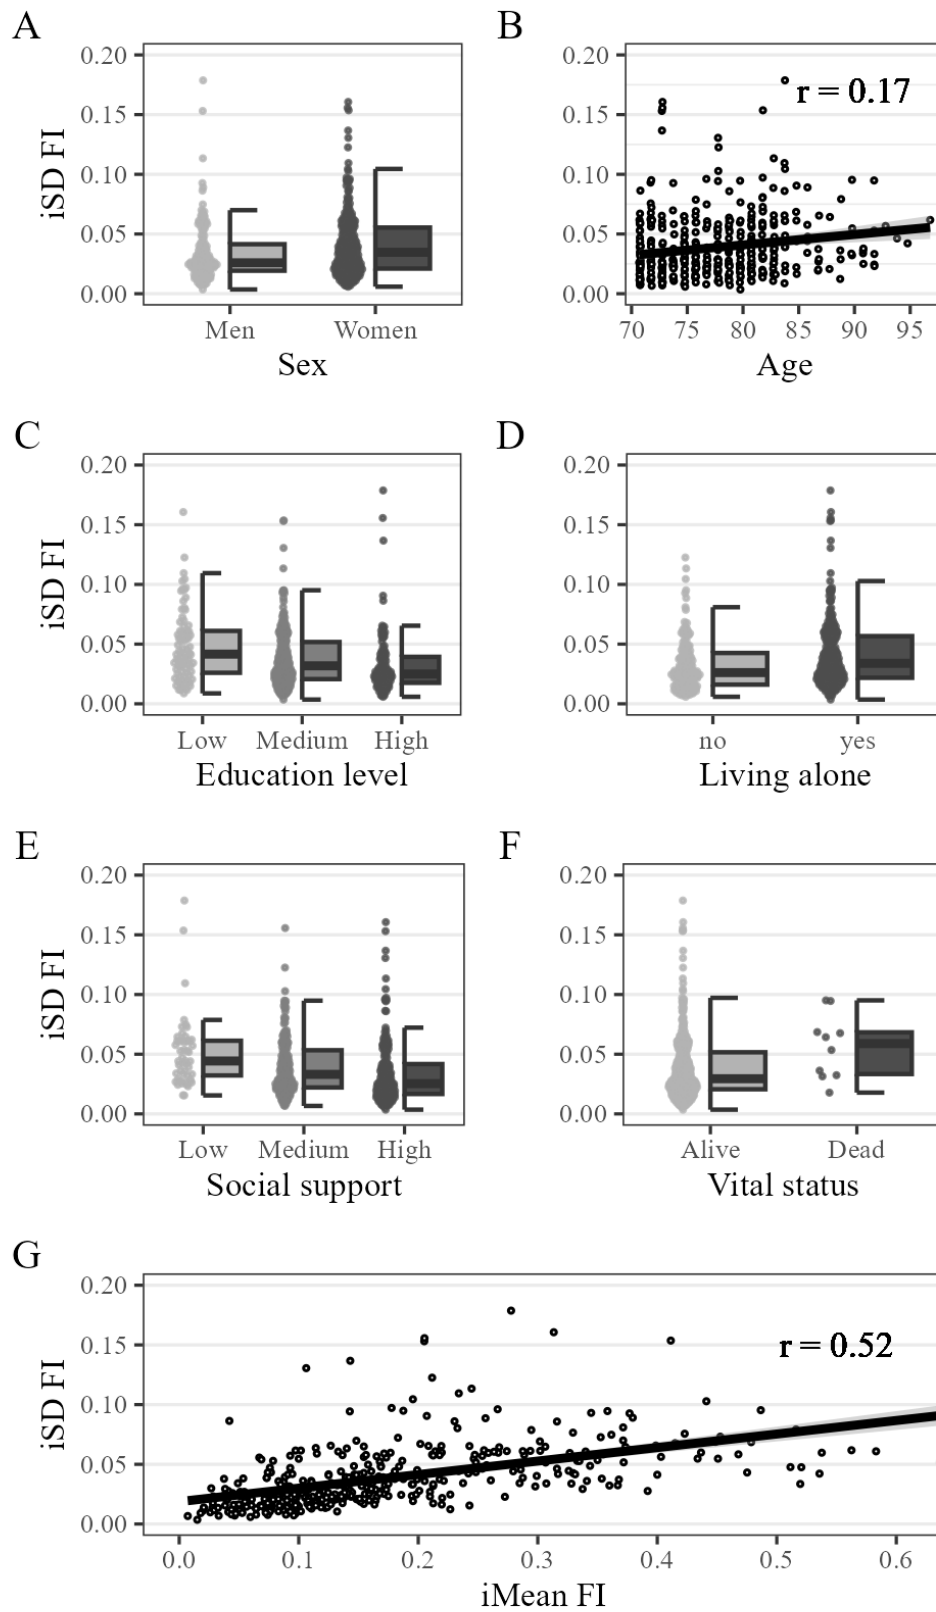 A
iSD FI
0.20
0.15
0.10
0.05
0.00
Men Women
Sex
B
0.20
0.15
0.10
0.05
0.00
r = 0.17
70 75 80 85 90 95
Age
C
iSD FI
0.20
0.15
0.10
0.05
0.00
Low Medium High
Education level
D
0.20
0.15
0.10
0.05
0.00
no yes
Living alone
E
iSD FI
0.20
0.15
0.10
0.05
0.00
Low Medium High
Social support
F
0.20
0.15
0.10
0.05
0.00
Alive Dead
Vital status
G
iSD FI
0.20
0.15
0.10
0.05
0.00
r = 0.52
0.0 0.1 0.2 0.3 0.4 0.5 0.6
iMean FI